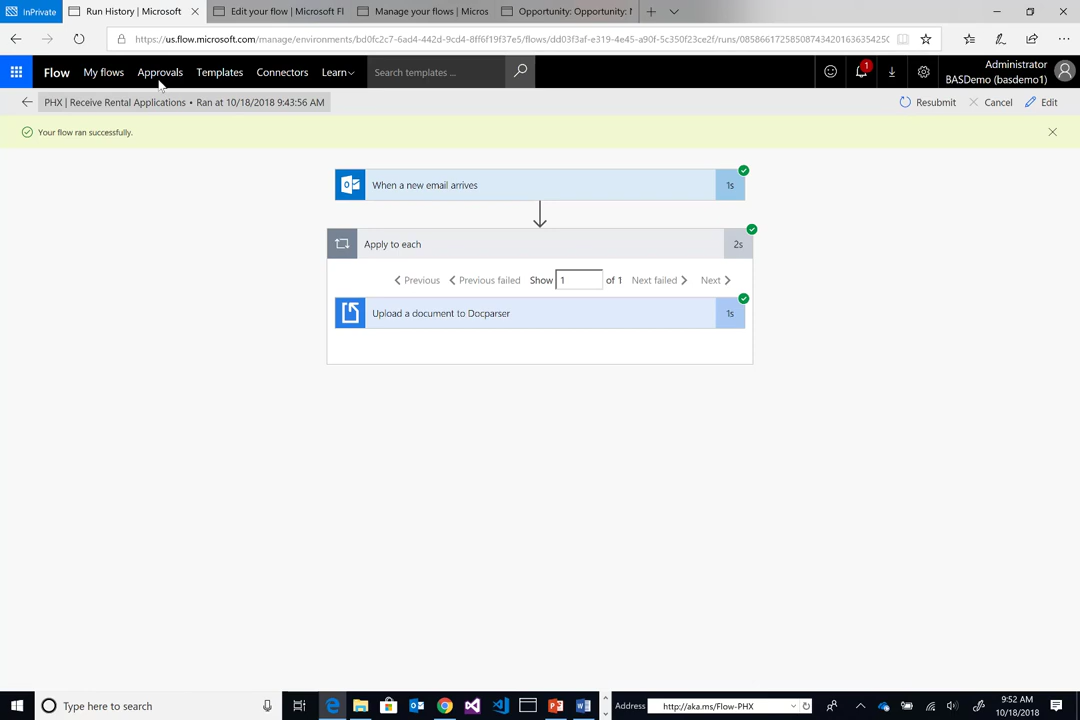 InPrivate
Run History | Microsoft
Edit your flow | Microsoft Fl
Manage your flows | Micros
Opportunity: Opportunity: I
https://us.flow.microsoft.com/manage/environments/bd0fc2c7-6ad4-442d-9cd4-8ff6f19f37e5/flows/dd03f3af-e319-4e45-a90f-5c350f23ce2f/runs/0858661725850874342016363542SC
Flow
My flows
Approvals
Templates
Connectors
Learn
Search templates ...
1
Administrator
BASDemo (basdemo1)
PHX | Receive Rental Applications • Ran at 10/18/2018 9:43:56 AM
Resubmit
Cancel
Edit
Your flow ran successfully.
When a new email arrives
1s
Apply to each
2s
Previous
Previous failed
Show
1
of 1
Next failed
Next
Upload a document to Docparser
1s
Type here to search
Address
http://aka.ms/Flow-PHX
9:52 AM
10/18/2018